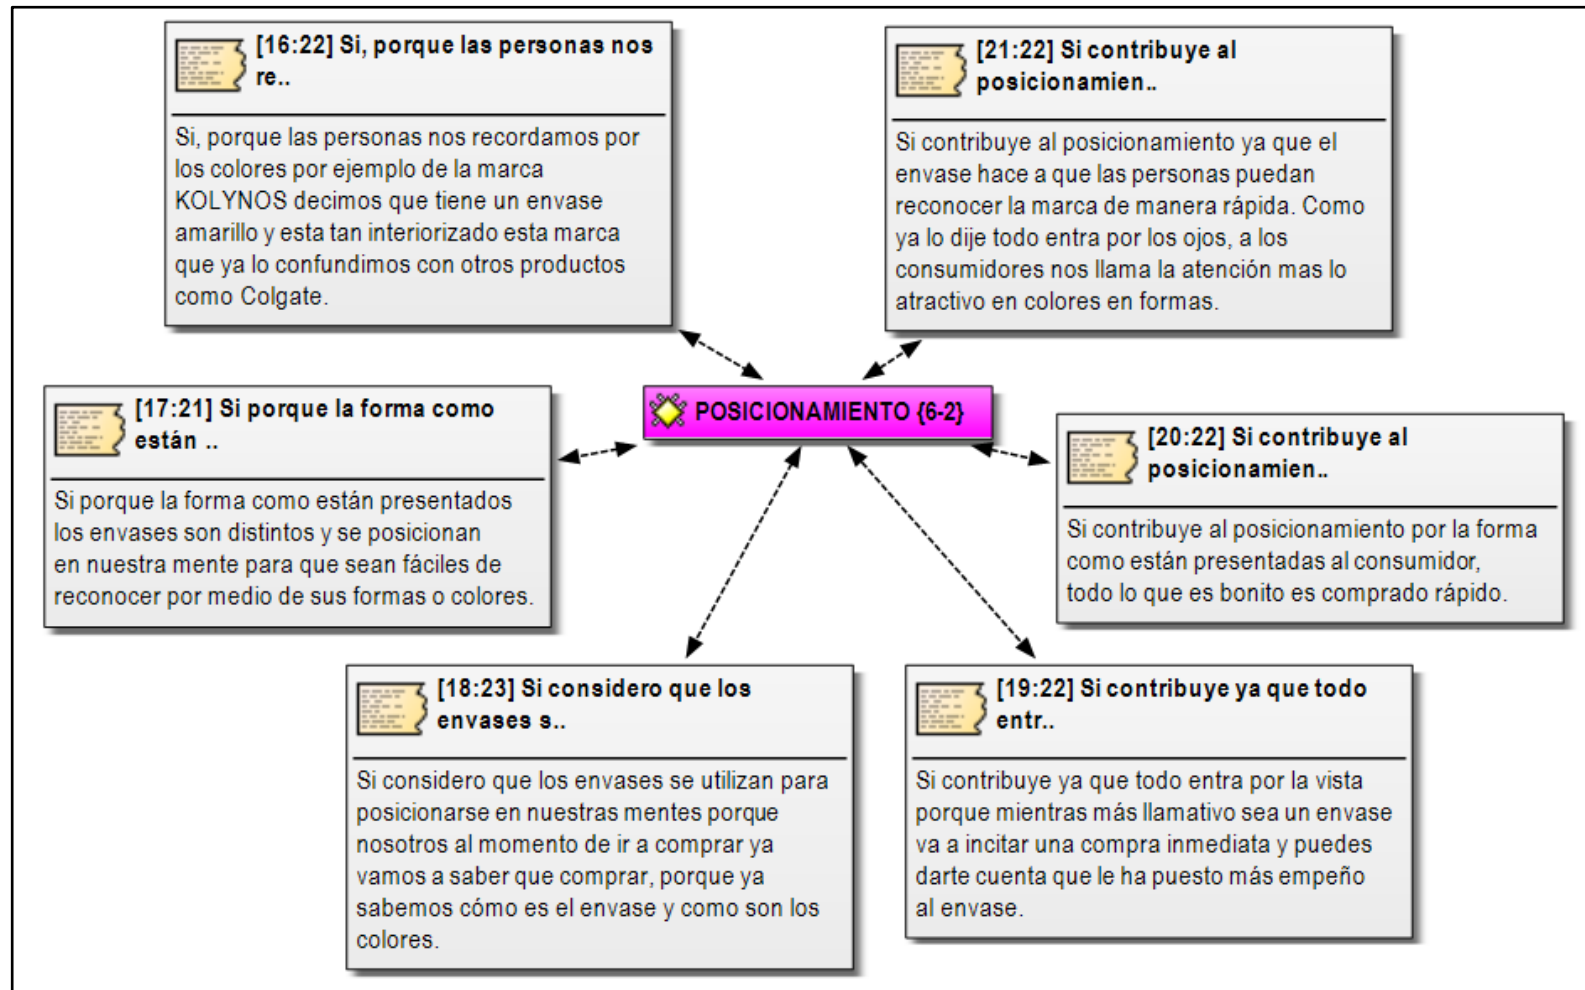 [16:22] Si, porque las personas nos
re..
Si, porque las personas nos recordamos por
los colores por ejemplo de la marca
KOLYNOS decimos que tiene un envase
amarillo y esta tan interiorizado esta marca
que ya lo confundimos con otros productos
como Colgate.
[21:22] Si contribuye al
posicionamien..
Si contribuye al posicionamiento ya que el
envase hace a que las personas puedan
reconocer la marca de manera rápida. Como
ya lo dije todo entra por los ojos, a los
consumidores nos llama la atención mas lo
atractivo en colores en formas.
POSICIONAMIENTO {6-2}
[17:21] Si porque la forma como
están ..
Si porque la forma como están presentados
los envases son distintos y se posicionan
en nuestra mente para que sean fáciles de
reconocer por medio de sus formas o colores.
[20:22] Si contribuye al
posicionamien..
Si contribuye al posicionamiento por la forma
como están presentadas al consumidor,
todo lo que es bonito es comprado rápido.
[18:23] Si considero que los
envases s..
Si considero que los envases se utilizan para
posicionarse en nuestras mentes porque
nosotros al momento de ir a comprar ya
vamos a saber que comprar, porque ya
sabemos cómo es el envase y como son los
colores.
[19:22] Si contribuye ya que todo
entr..
Si contribuye ya que todo entra por la vista
porque mientras más llamativo sea un envase
va a incitar una compra inmediata y puedes
darte cuenta que le ha puesto más empeño
al envase.